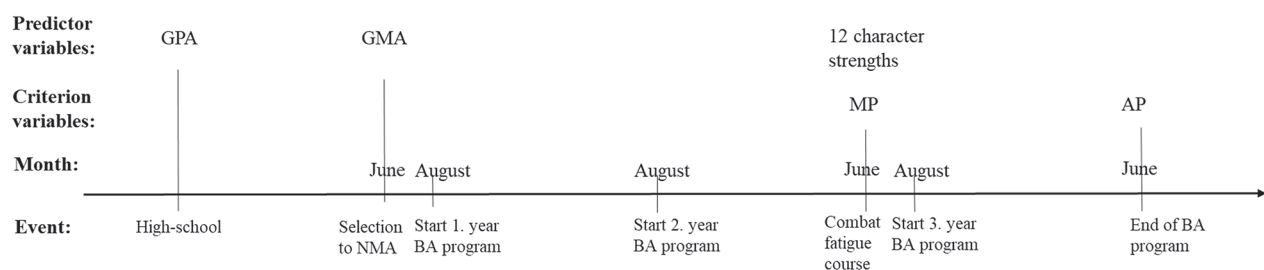 Predictor
variables:
GPA
GMA
12 character
strengths
Criterion
variables:
MP
AP
Month:
June
August
August
June
August
June
Event:
High-school
Selection
to NMA
Start 1. year
BA program
Start 2. year
BA program
Combat
fatigue
course
Start 3. year
BA program
End of BA
program